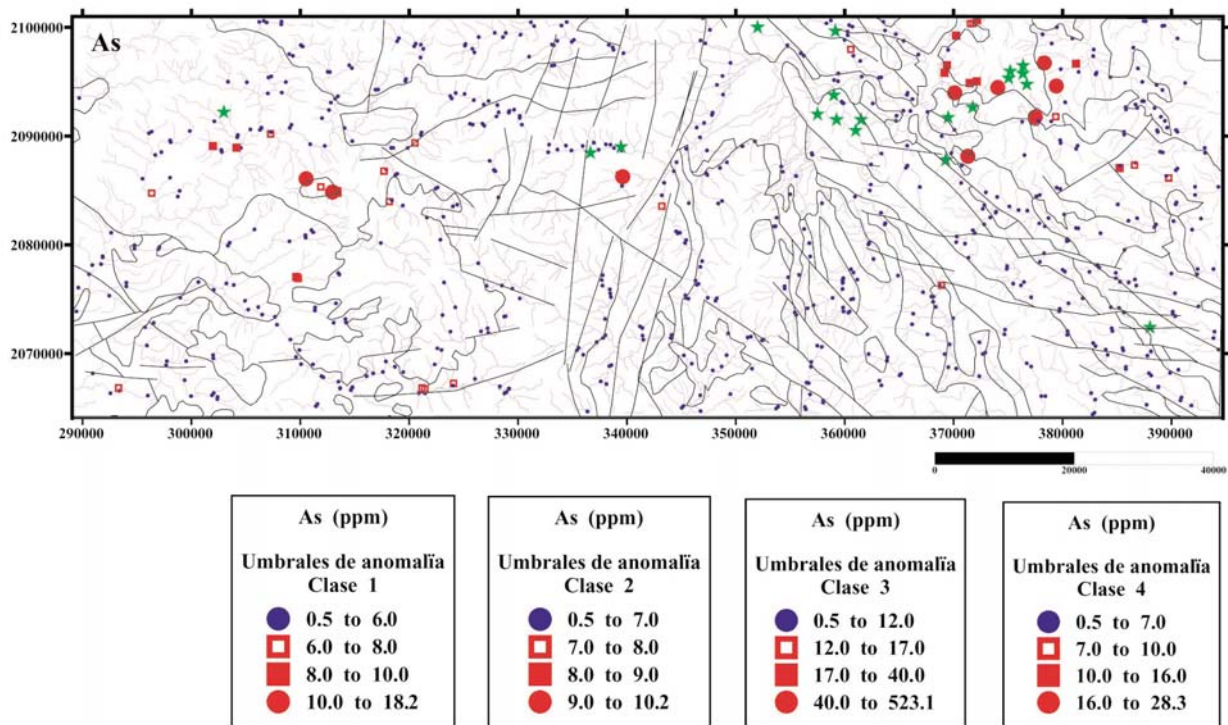 As
2100000
2090000
2080000
2070000
290000 300000 310000 320000 330000 340000 350000 360000 370000 380000 390000
0 20000 40000
As (ppm)
Umbrales de anomalïa
Clase 1
0.5 to 6.0
6.0 to 8.0
8.0 to 10.0
10.0 to 18.2
As (ppm)
Umbrales de anomalïa
Clase 2
0.5 to 7.0
7.0 to 8.0
8.0 to 9.0
9.0 to 10.2
As (ppm)
Umbrales de anomalïa
Clase 3
0.5 to 12.0
12.0 to 17.0
17.0 to 40.0
40.0 to 523.1
As (ppm)
Umbrales de anomalïa
Clase 4
0.5 to 7.0
7.0 to 10.0
10.0 to 16.0
16.0 to 28.3